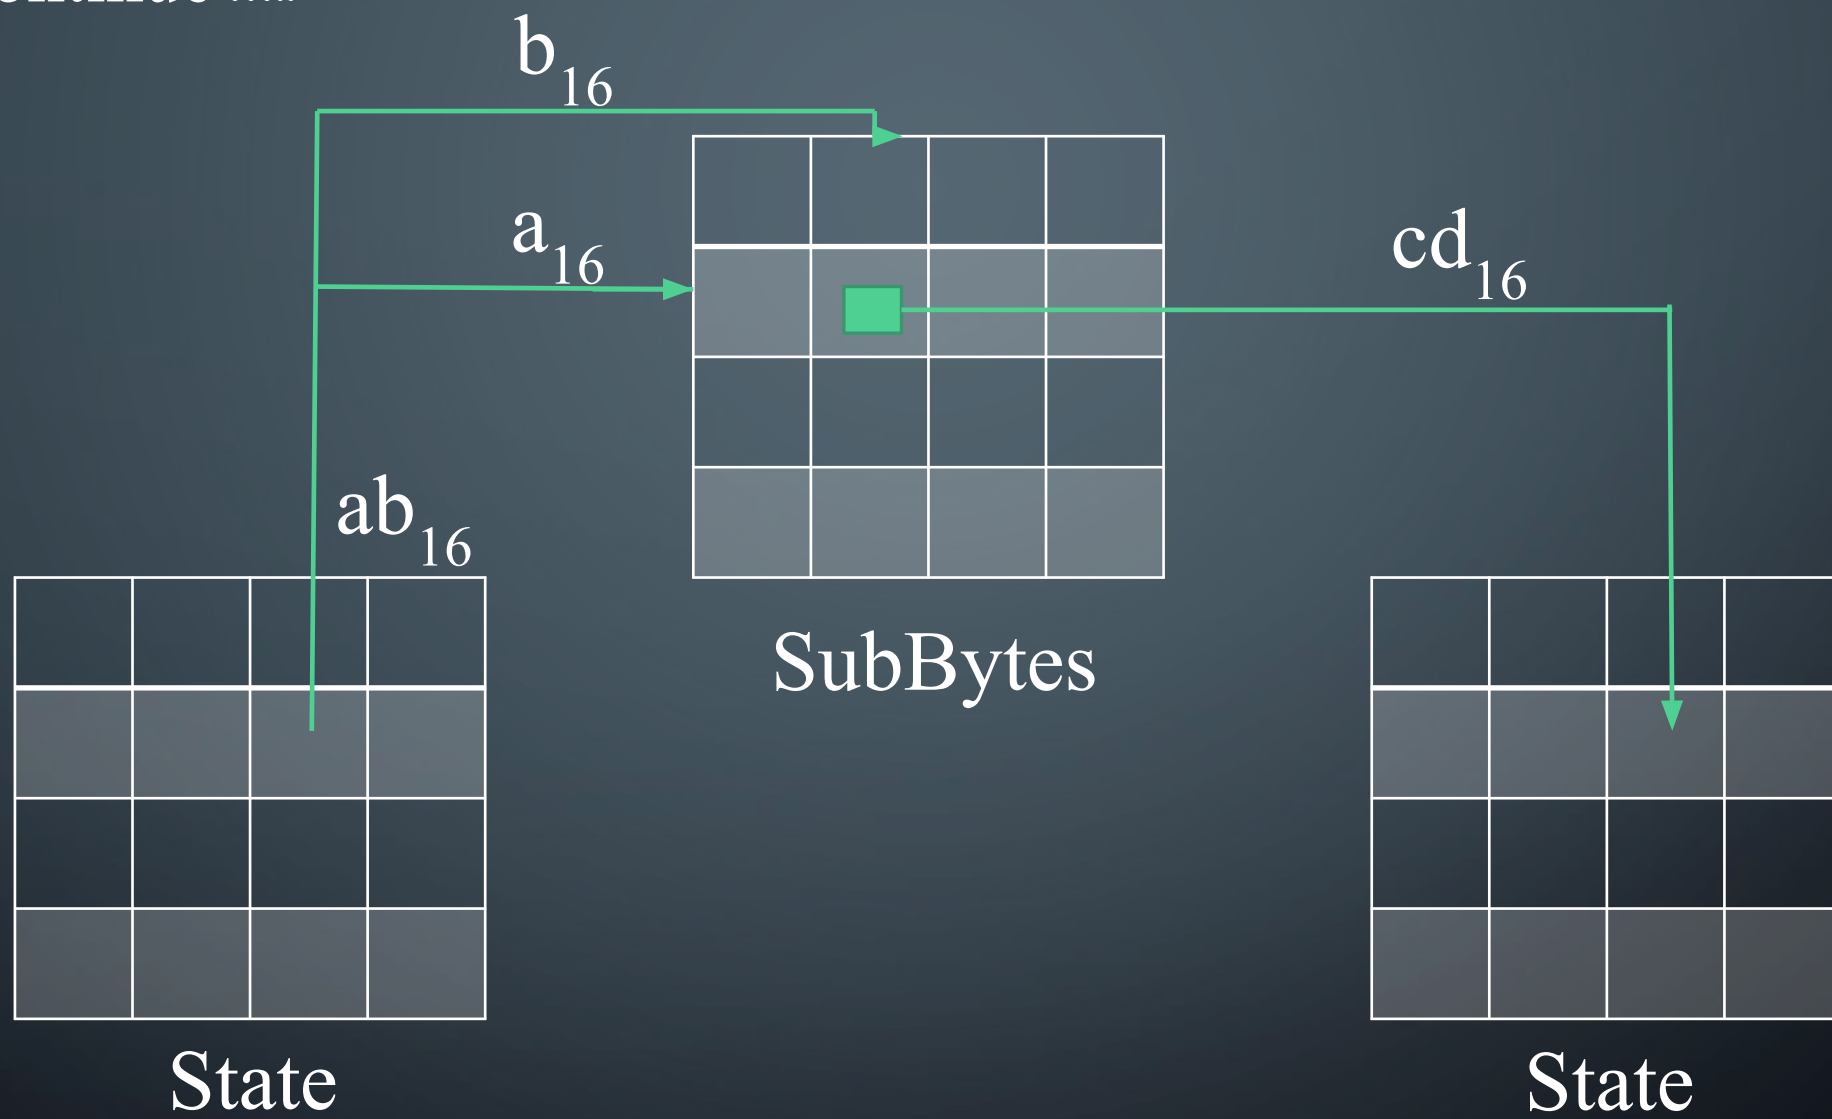 b₁₆
a₁₆
cd₁₆
ab₁₆
SubBytes
State
State